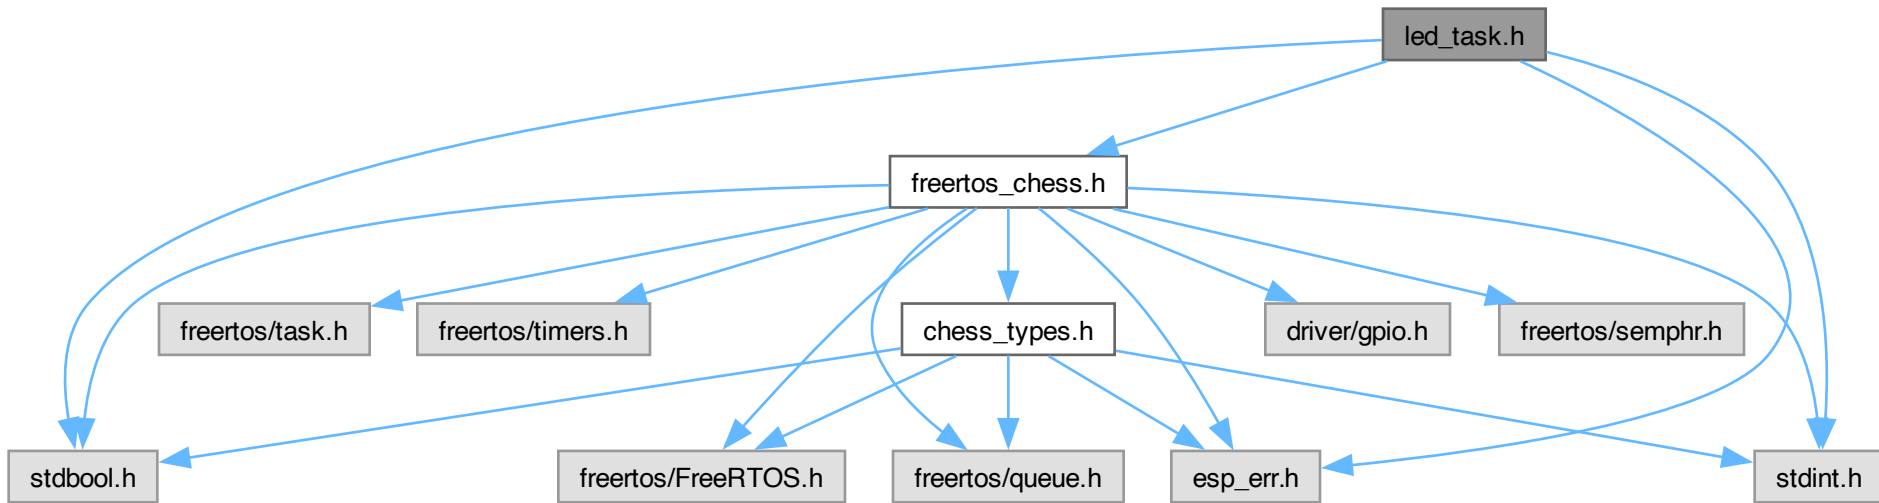 led_task.h
freertos_chess.h
freertos/task.h
freertos/timers.h
chess_types.h
driver/gpio.h
freertos/semphr.h
stdbool.h
freertos/FreeRTOS.h
freertos/queue.h
esp_err.h
stdint.h